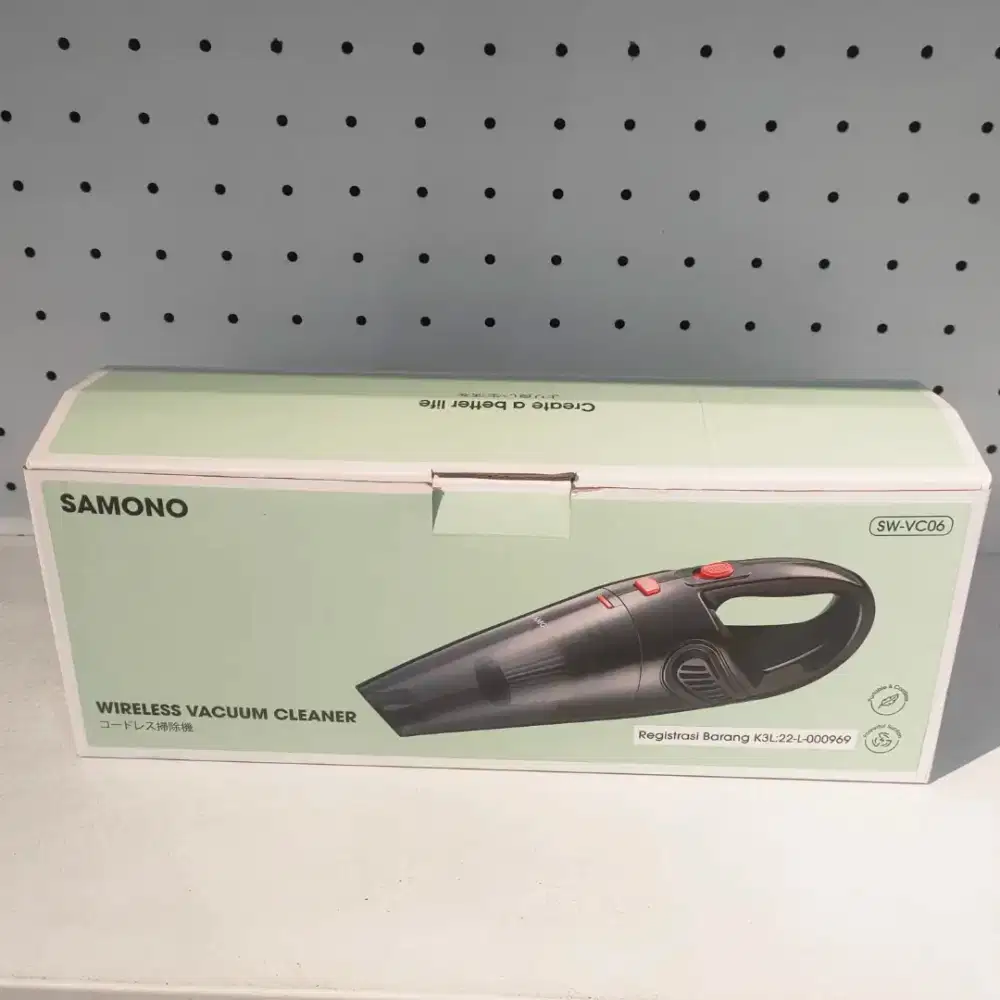 Create a better life
SAMONO
SW-VC06
WIRELESS VACUUM CLEANER
コードレス掃除機
Registrasi Barang K3L:22-L-000969